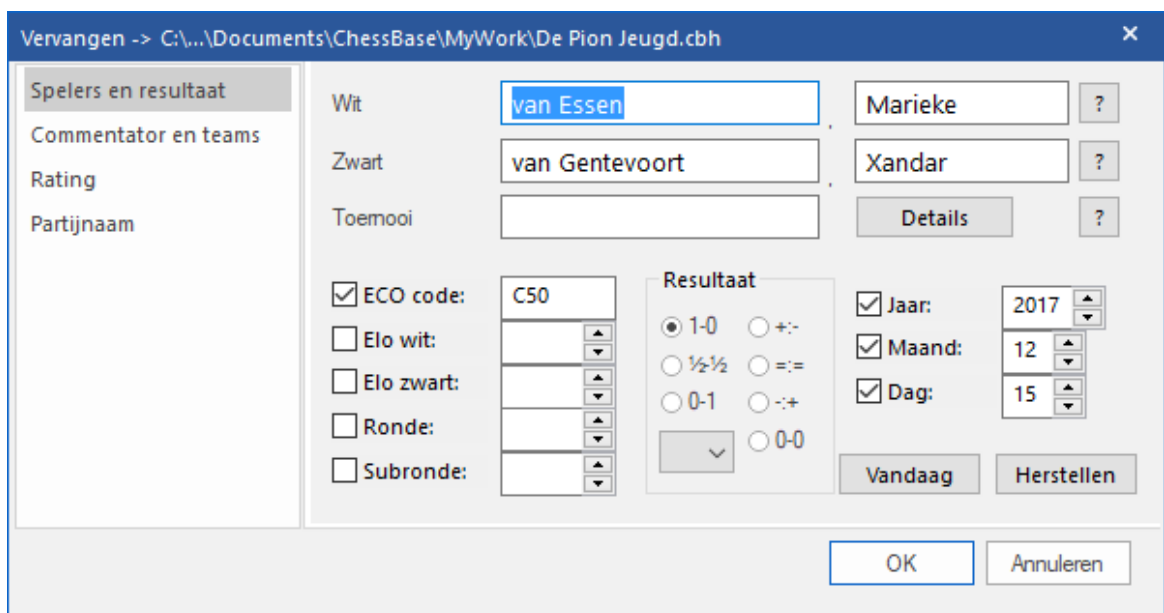 Vervangen -> C:\...\Documents\ChessBase\MyWork\De Pion Jeugd.cbh
Spelers en resultaat
Commentator en teams
Rating
Partijnaam
Wit van Essen , Marieke ?
Zwart van Gentevoort , Xandar ?
Toernooi Details ?
ECO code: C50
Elo wit:
Elo zwart:
Ronde:
Subronde:
Resultaat
1-0 +:-
½-½ =:=
0-1 -:+
0-0
Jaar: 2017
Maand: 12
Dag: 15
Vandaag Herstellen
OK Annuleren